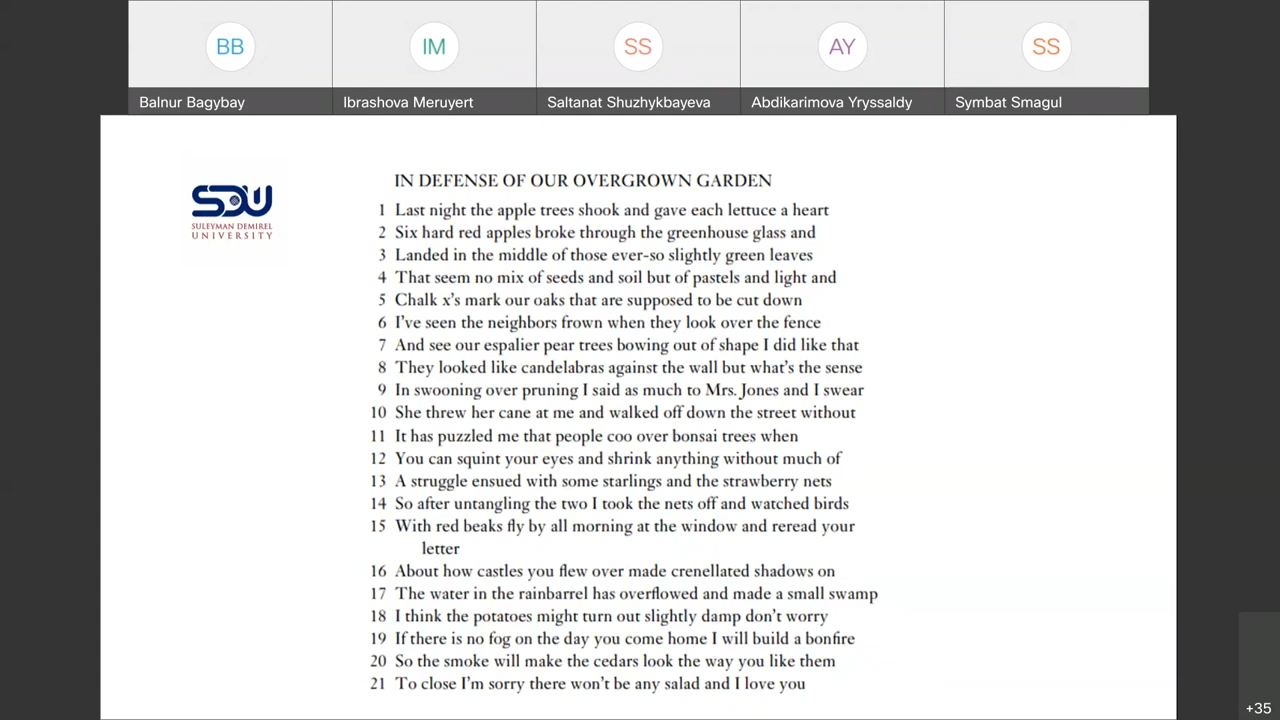 BB
IM
SS
AY
SS
Balnur Bagybay
Ibrashova Meruyert
Saltanat Shuzhykbayeva
Abdikarimova Yryssaldy
Symbat Smagul
SDU
SULEYMAN DEMIREL
UNIVERSITY
IN DEFENSE OF OUR OVERGROWN GARDEN
1 Last night the apple trees shook and gave each lettuce a heart
2 Six hard red apples broke through the greenhouse glass and
3 Landed in the middle of those ever-so slightly green leaves
4 That seem no mix of seeds and soil but of pastels and light and
5 Chalk x's mark our oaks that are supposed to be cut down
6 I've seen the neighbors frown when they look over the fence
7 And see our espalier pear trees bowing out of shape I did like that
8 They looked like candelabras against the wall but what's the sense
9 In swooning over pruning I said as much to Mrs. Jones and I swear
10 She threw her cane at me and walked off down the street without
11 It has puzzled me that people coo over bonsai trees when
12 You can squint your eyes and shrink anything without much of
13 A struggle ensued with some starlings and the strawberry nets
14 So after untangling the two I took the nets off and watched birds
15 With red beaks fly by all morning at the window and reread your
letter
16 About how castles you flew over made crenellated shadows on
17 The water in the rainbarrel has overflowed and made a small swamp
18 I think the potatoes might turn out slightly damp don't worry
19 If there is no fog on the day you come home I will build a bonfire
20 So the smoke will make the cedars look the way you like them
21 To close I'm sorry there won't be any salad and I love you
+35